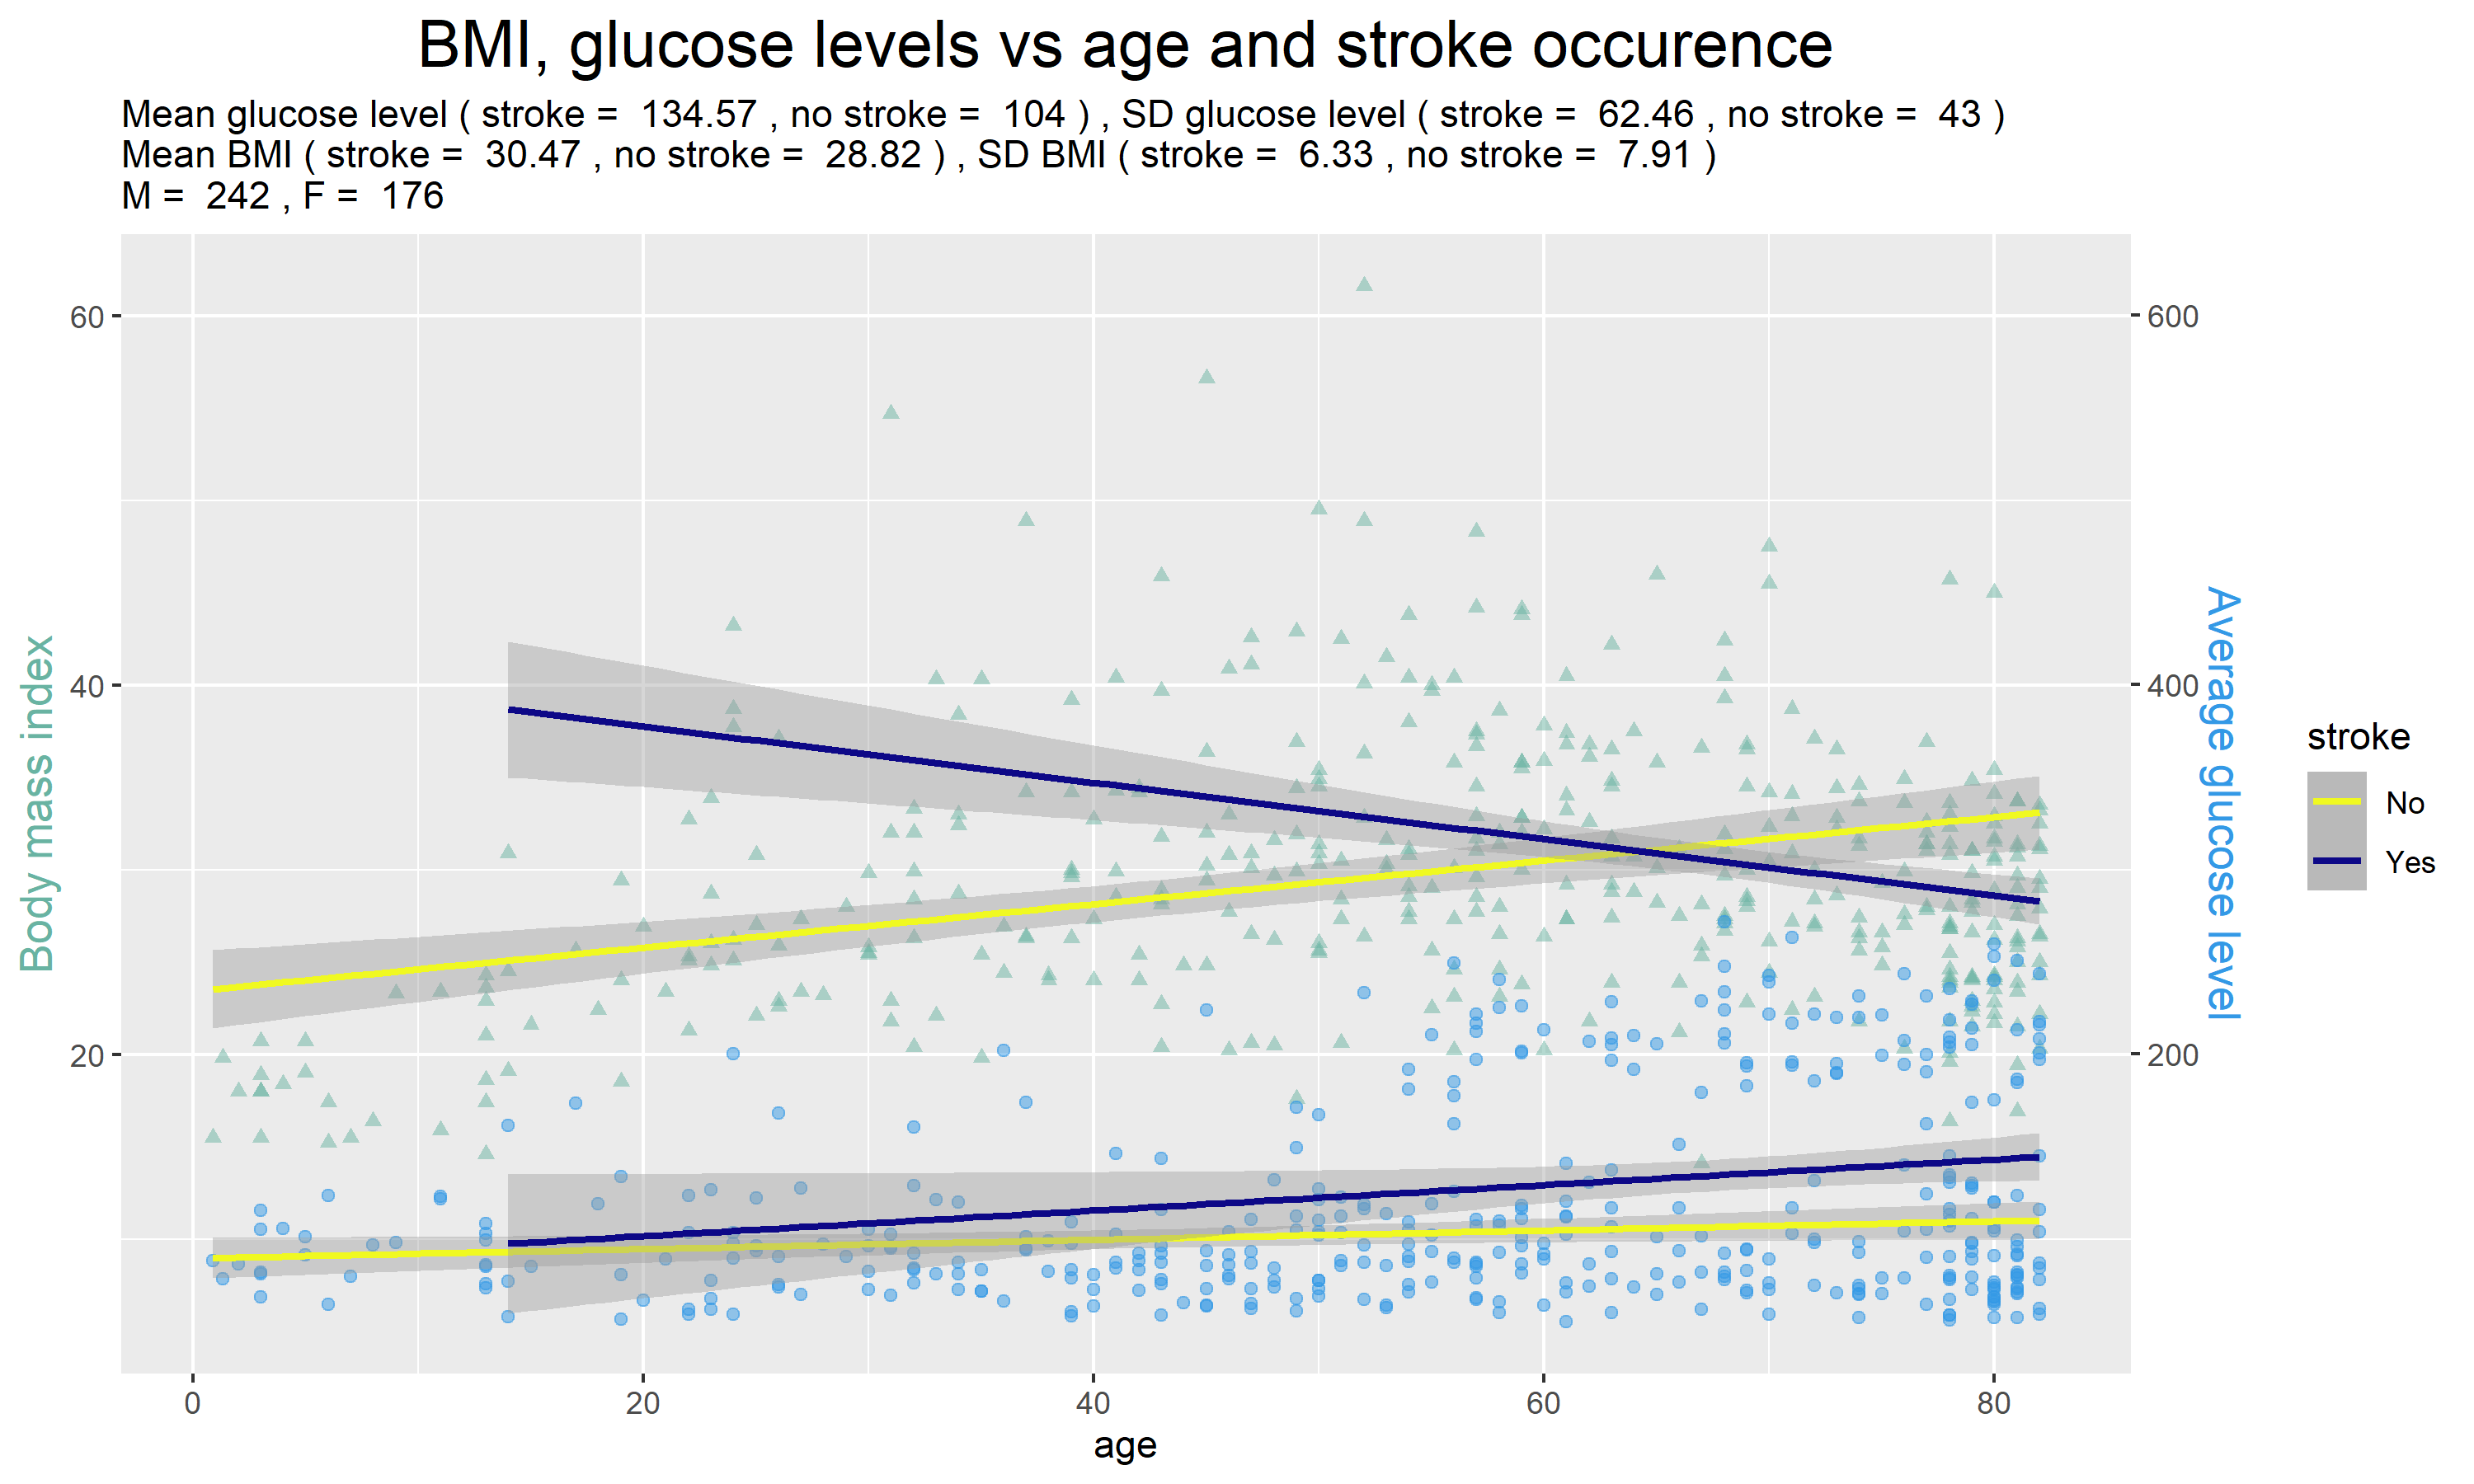 BMI, glucose levels vs age and stroke occurence
Mean glucose level ( stroke =  134.57 , no stroke =  104 ) , SD glucose level ( stroke =  62.46 , no stroke =  43 )
Mean BMI ( stroke =  30.47 , no stroke =  28.82 ) , SD BMI ( stroke =  6.33 , no stroke =  7.91 )
M =  242 , F =  176
Body mass index
60
40
20
600
400
200
Average glucose level
stroke
No
Yes
0
20
40
60
80
age